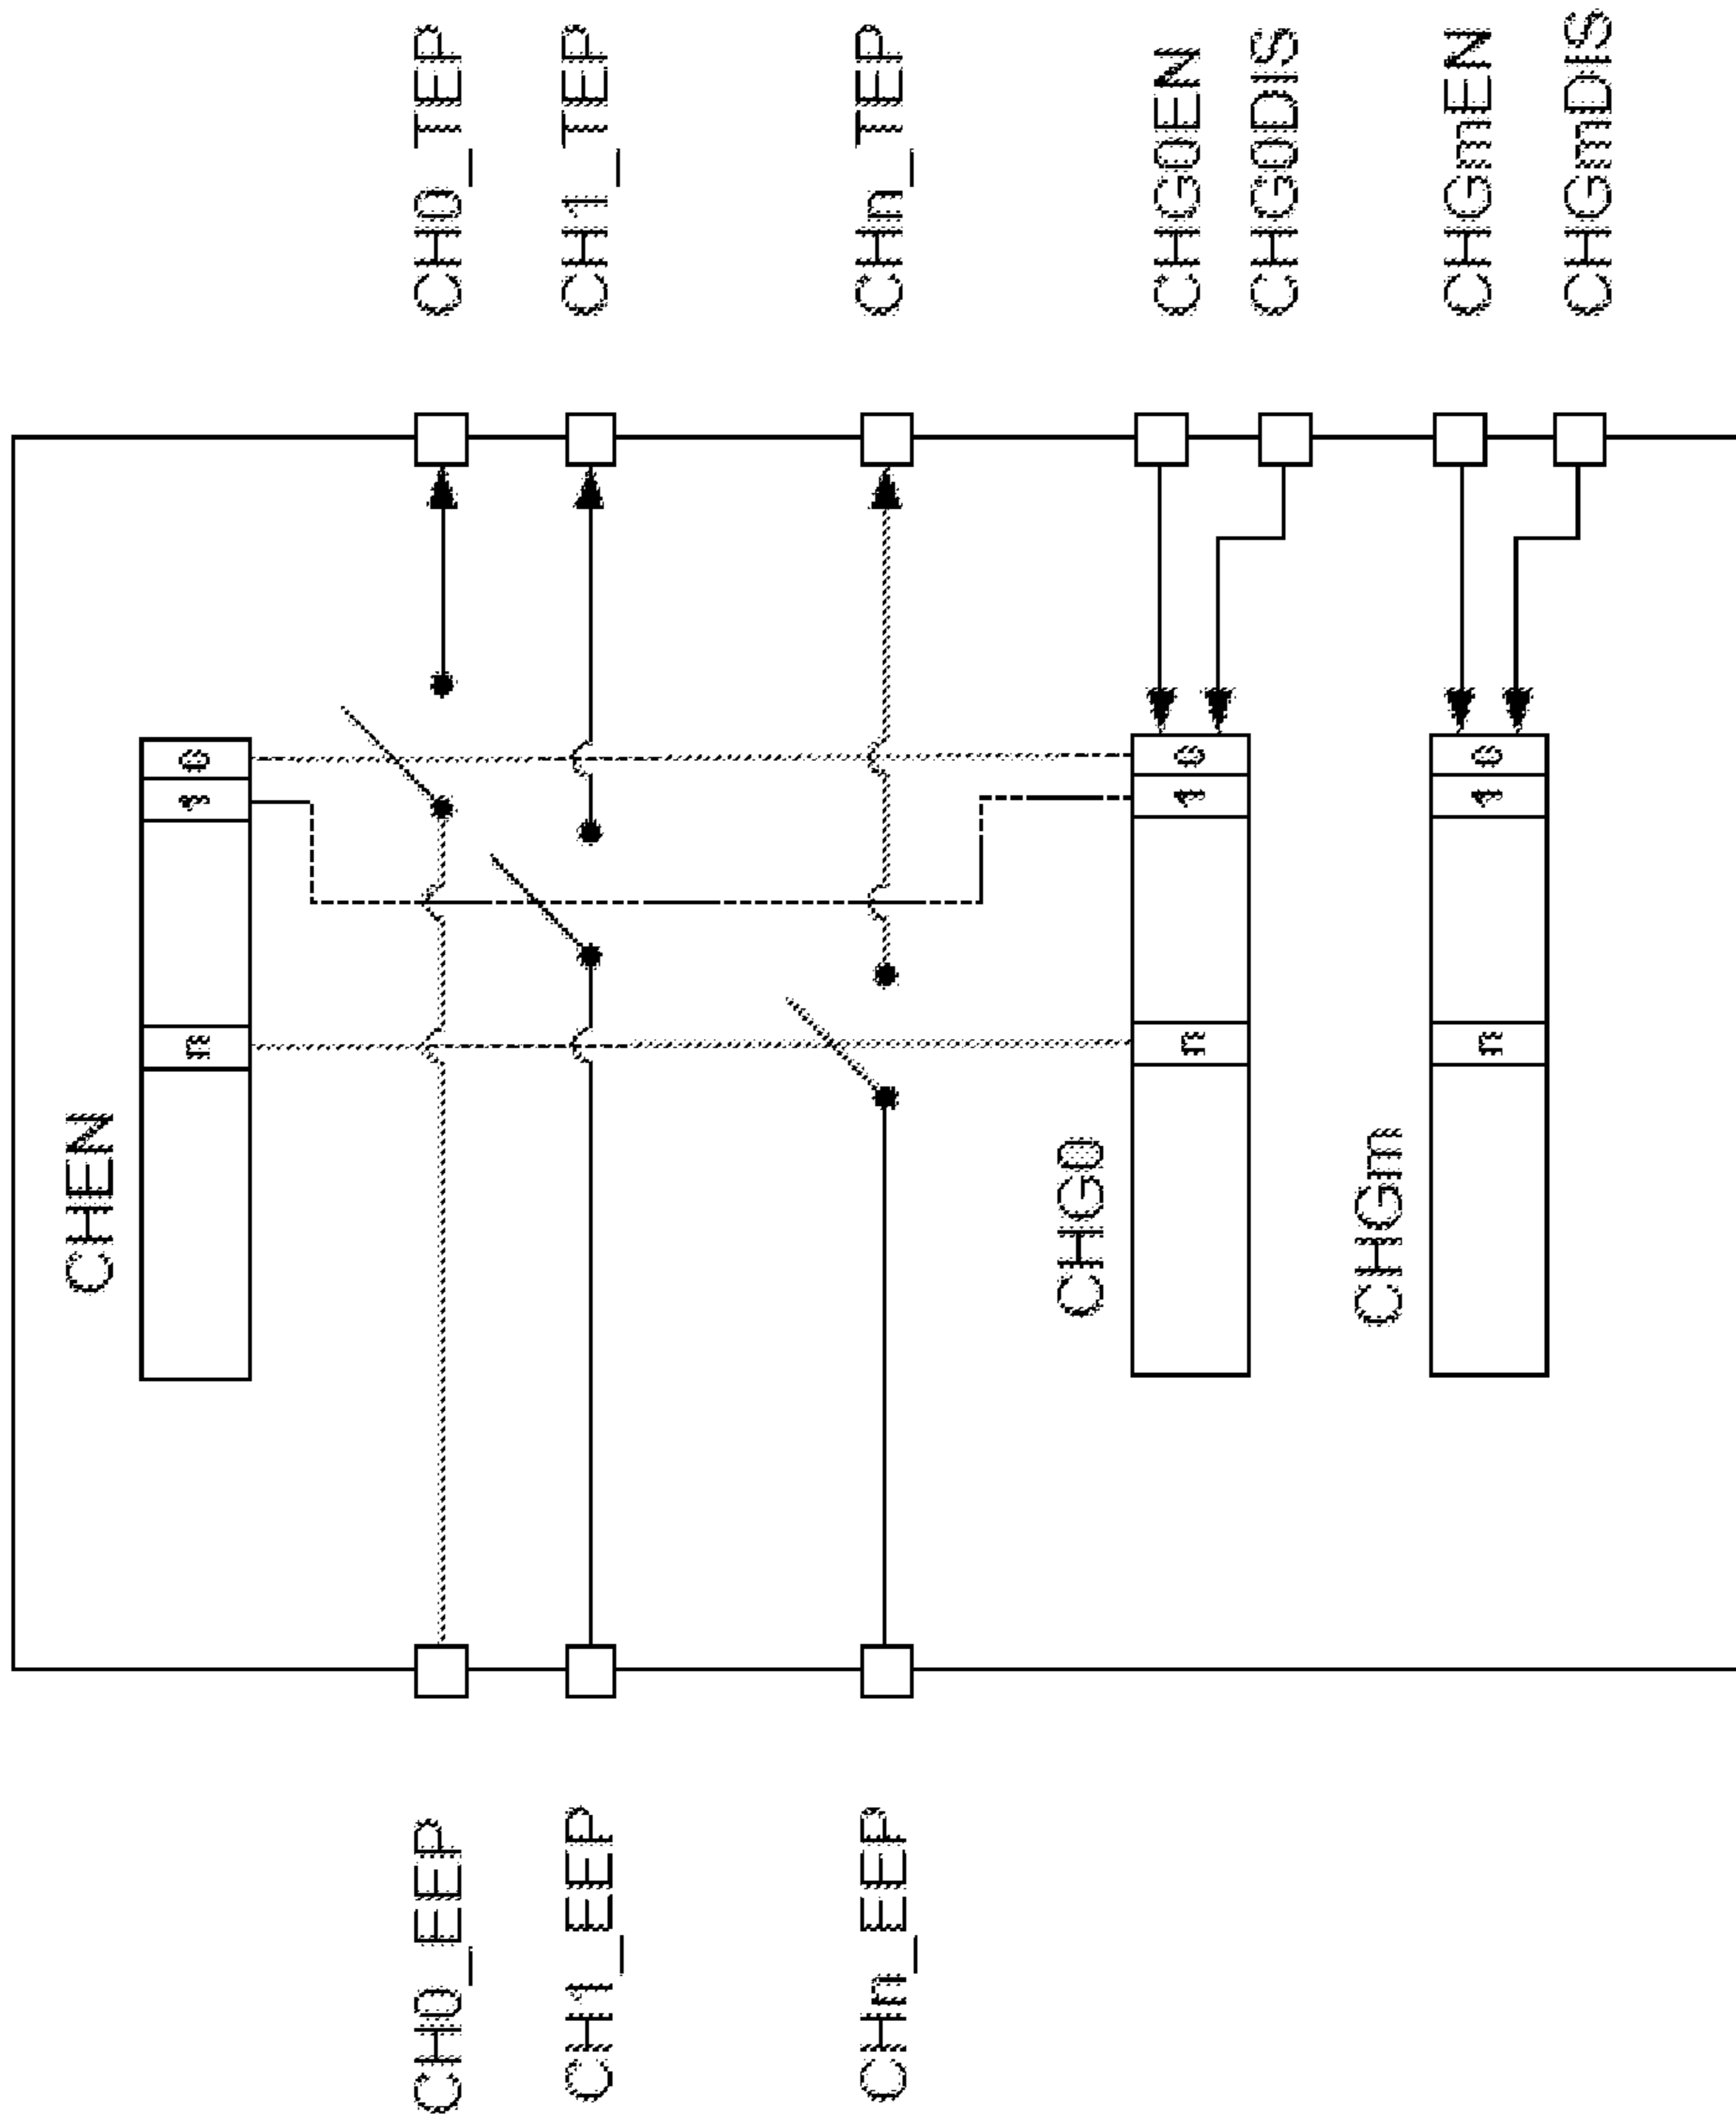 CHEN
0
1
n
CH0_EEP
CH0_TEP
CH1_EEP
CH1_TEP
CHn_EEP
CHn_TEP
CHG0
0
1
n
CHG0EN
CHG0DIS
CHGm
0
1
n
CHGmEN
CHGmDIS